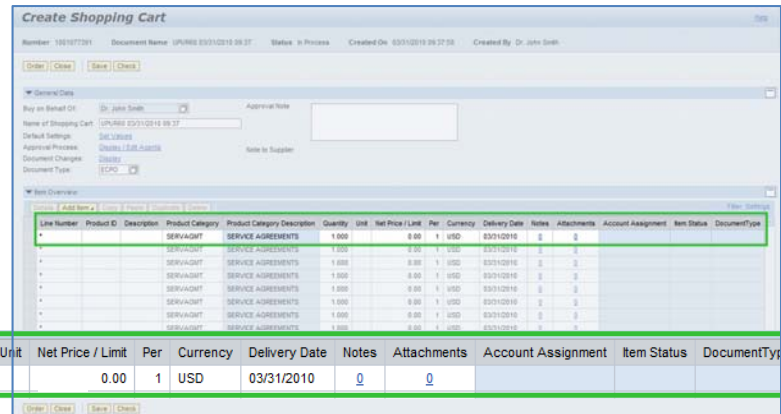 Create Shopping Cart
Help
Number 1001077391 Document Name UPURRR 03/31/2010 09:37 Status In Process Created On 03/31/2010 09:37:50 Created By Dr. John Smith
Order Close Save Check
General Data
Buy on Behalf Of: Dr. John Smith Approval Note
Name of Shopping Cart: 03/31/2010 09:37
Default Settings: Set Values
Approval Process: Display / Edit Agents Note to Supplier
Document Changes: Display
Document Type: ECPO
Item Overview
Details Add Item Copy Paste Duplicate Delete Filter Settings
Line Number Product ID Description Product Category Product Category Description Quantity Unit Net Price / Limit Per Currency Delivery Date Notes Attachments Account Assignment Item Status DocumentType
* SERVAGMT SERVICE AGREEMENTS 1.000 0.00 1 USD 03/31/2010 0 0
* SERVAGMT SERVICE AGREEMENTS 1.000 0.00 1 USD 03/31/2010 0 0
* SERVAGMT SERVICE AGREEMENTS 1.000 0.00 1 USD 03/31/2010 0 0
* SERVAGMT SERVICE AGREEMENTS 1.000 0.00 1 USD 03/31/2010 0 0
* SERVAGMT SERVICE AGREEMENTS 1.000 0.00 1 USD 03/31/2010 0 0
* SERVAGMT SERVICE AGREEMENTS 1.000 0.00 1 USD 03/31/2010 0 0
* SERVAGMT SERVICE AGREEMENTS 1.000 0.00 1 USD 03/31/2010 0 0
Unit Net Price / Limit Per Currency Delivery Date Notes Attachments Account Assignment Item Status DocumentTyp
0.00 1 USD 03/31/2010 0 0
Order Close Save Check